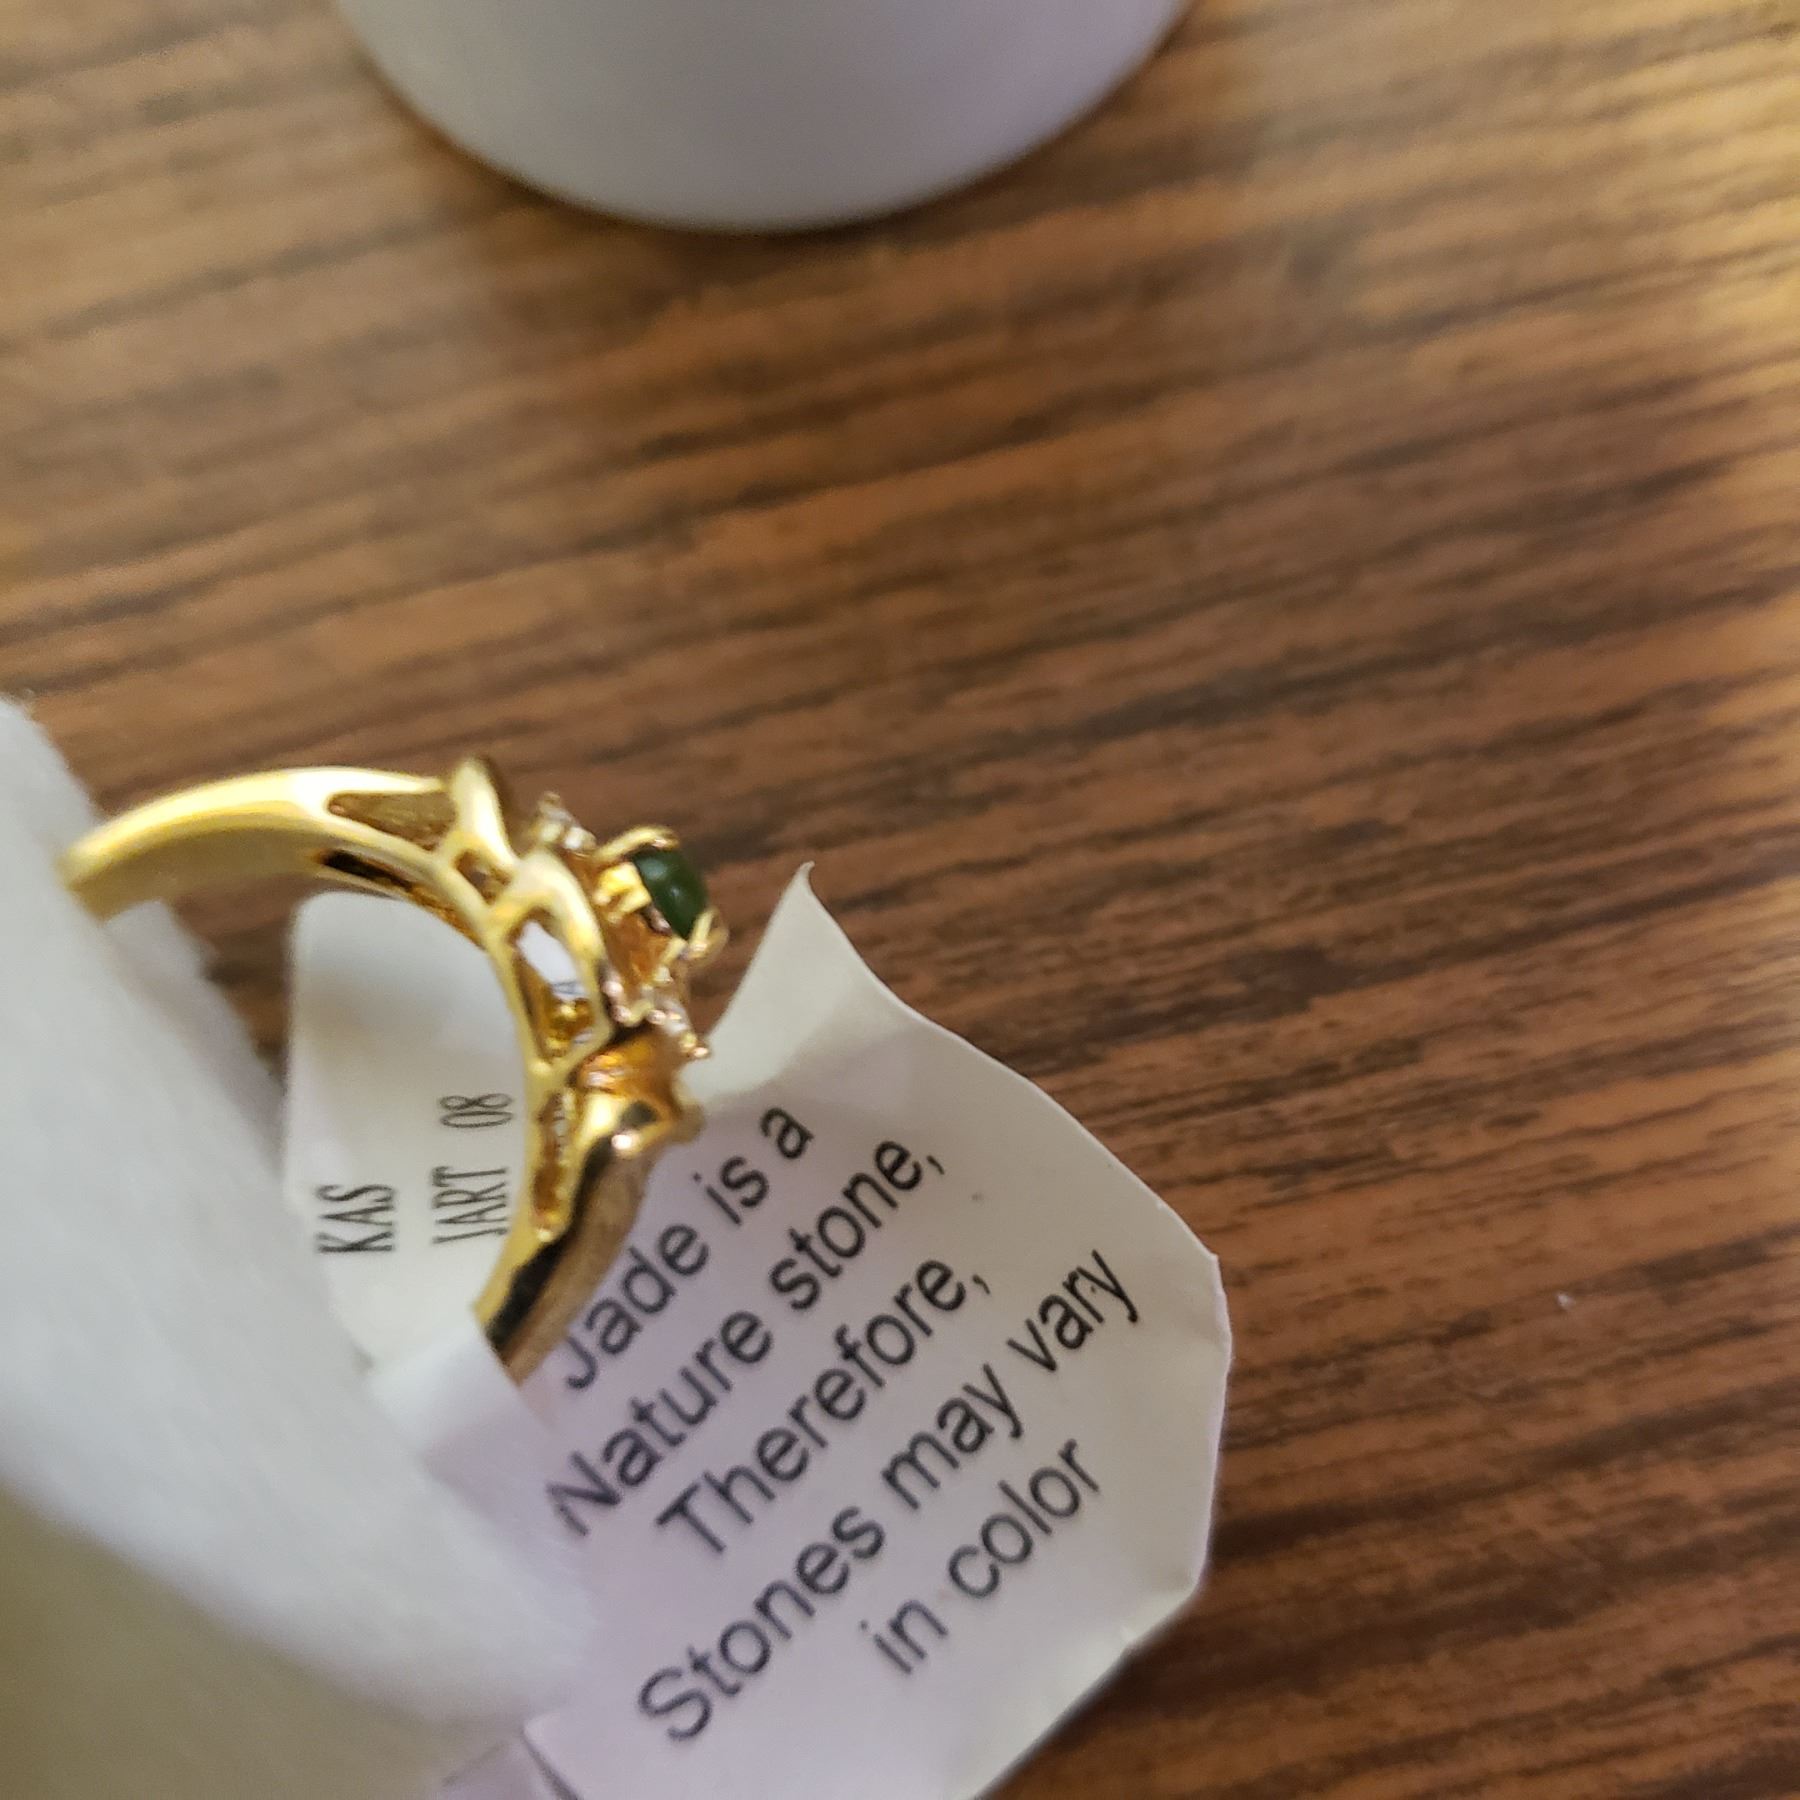 KAS
JART 08
Jade is a
Nature stone,
Therefore,
Stones may vary
in color